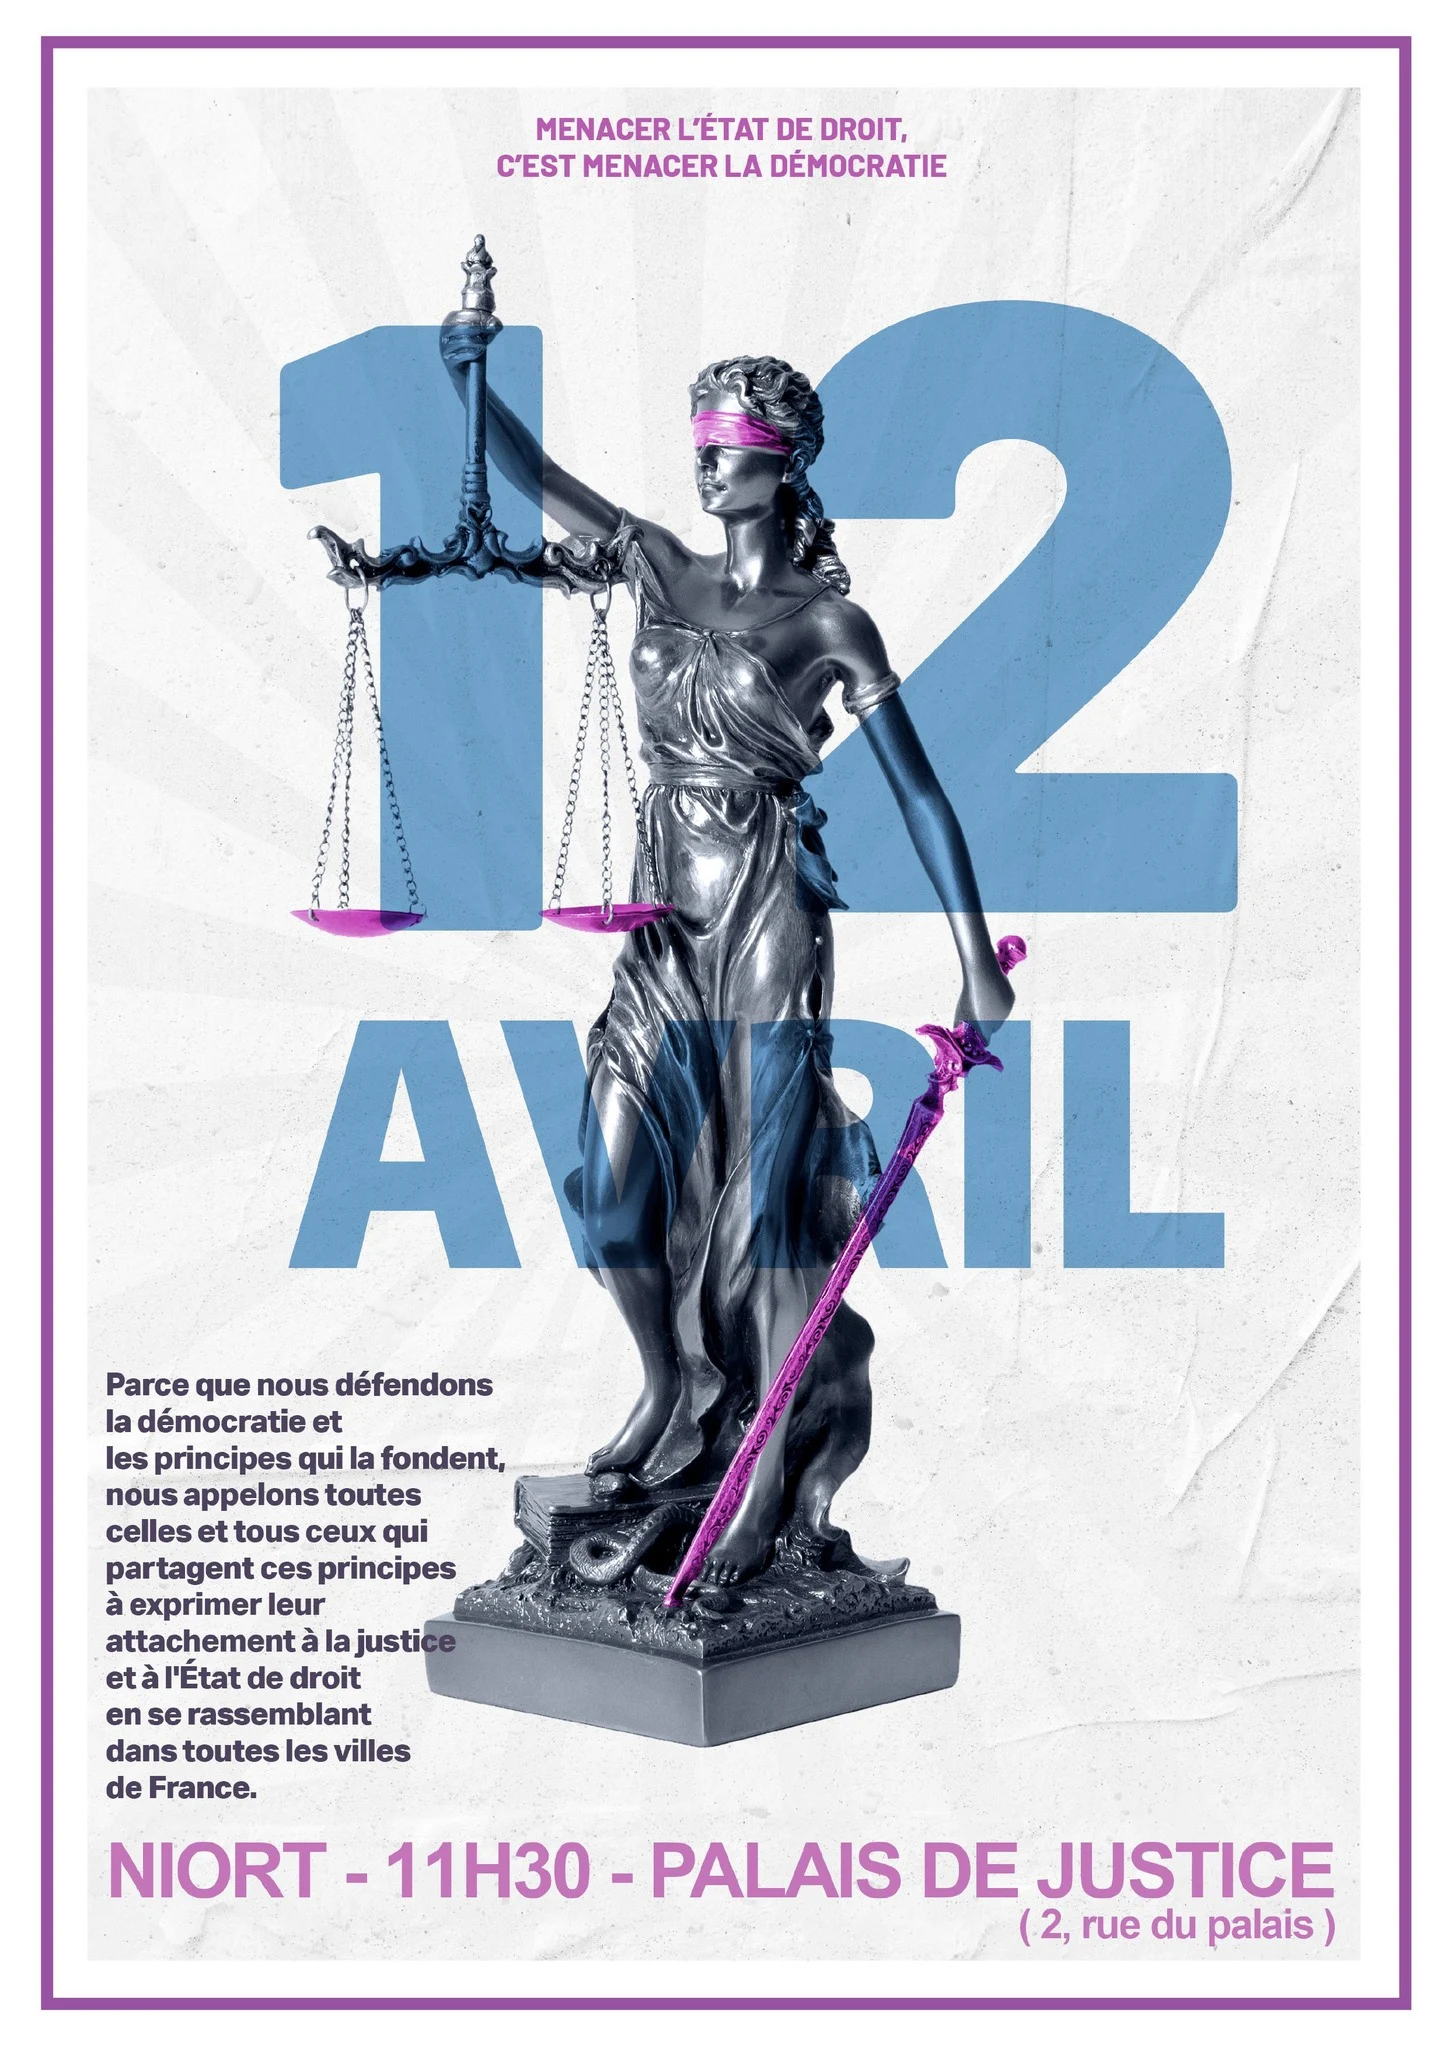 MENACER L’ÉTAT DE DROIT,
C’EST MENACER LA DÉMOCRATIE
12
AVRIL
Parce que nous défendons
la démocratie et
les principes qui la fondent,
nous appelons toutes
celles et tous ceux qui
partagent ces principes
à exprimer leur
attachement à la justice
et à l'État de droit
en se rassemblant
dans toutes les villes
de France.
NIORT - 11H30 - PALAIS DE JUSTICE
( 2, rue du palais )